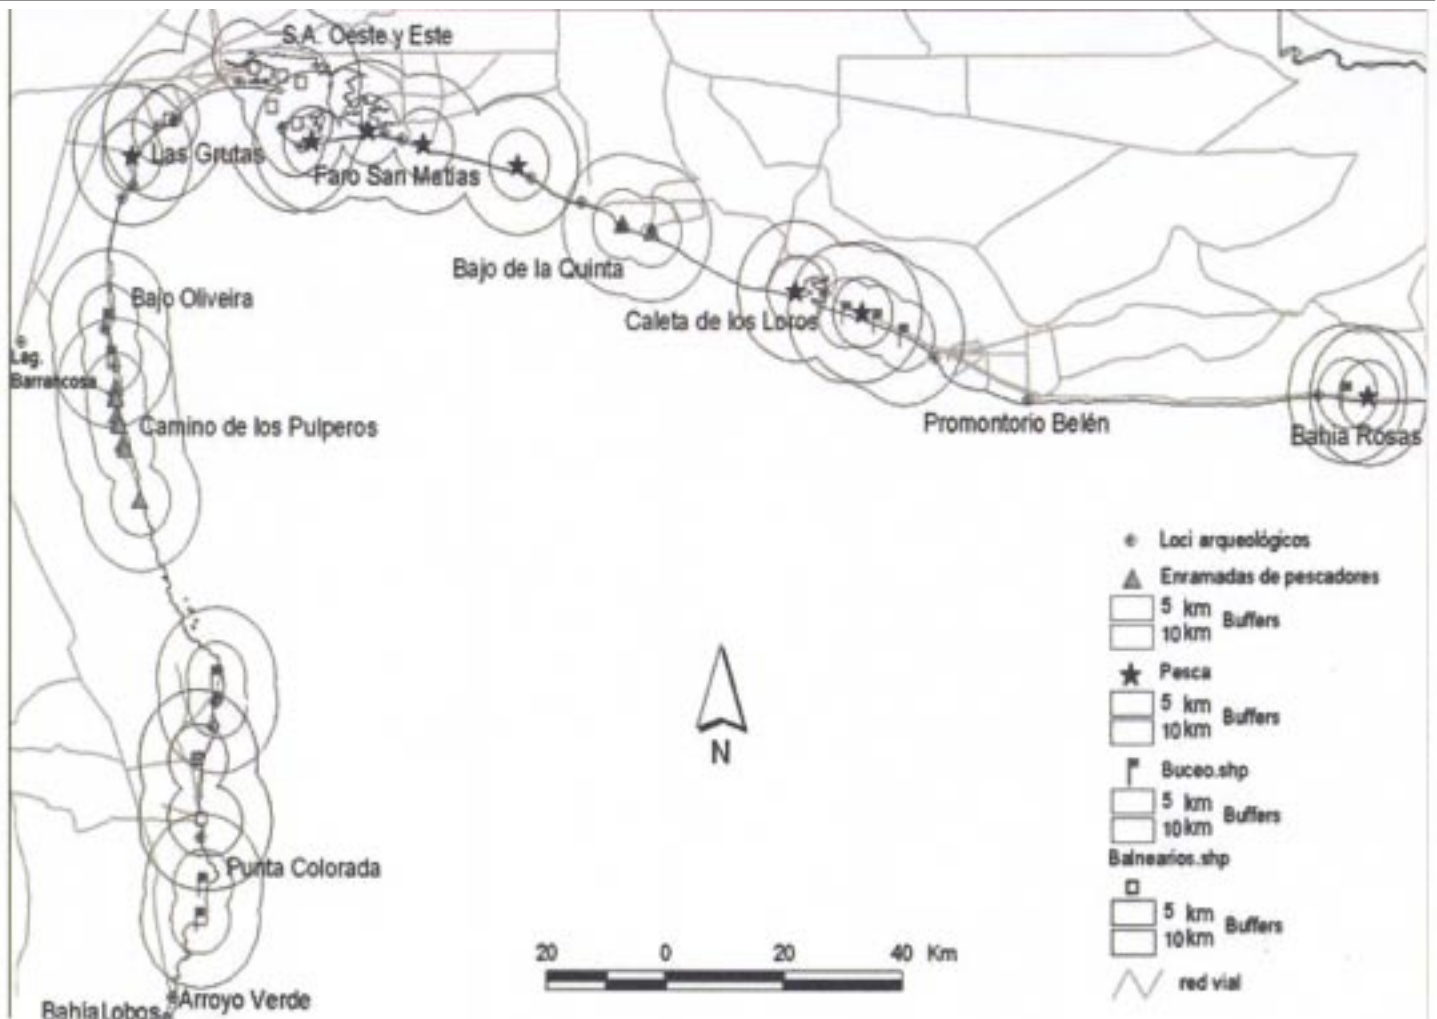 S.A. Oeste y Este
Las Grutas
Faro San Matías
Bajo de la Quinta
Bajo Oliveira
Caleta de los Loros
Lag.
Barrancosa
Camino de los Pulperos
Promontorio Belén
Bahía Rosas
Loci arqueológicos
Enramadas de pescadores
5 km
10 km Buffers
Pesca
5 km
10 km Buffers
Buceo.shp
5 km
10 km Buffers
Balnearios.shp
5 km
10 km Buffers
red vial
N
Punta Colorada
20 0 20 40 Km
Arroyo Verde
Bahía Lobos